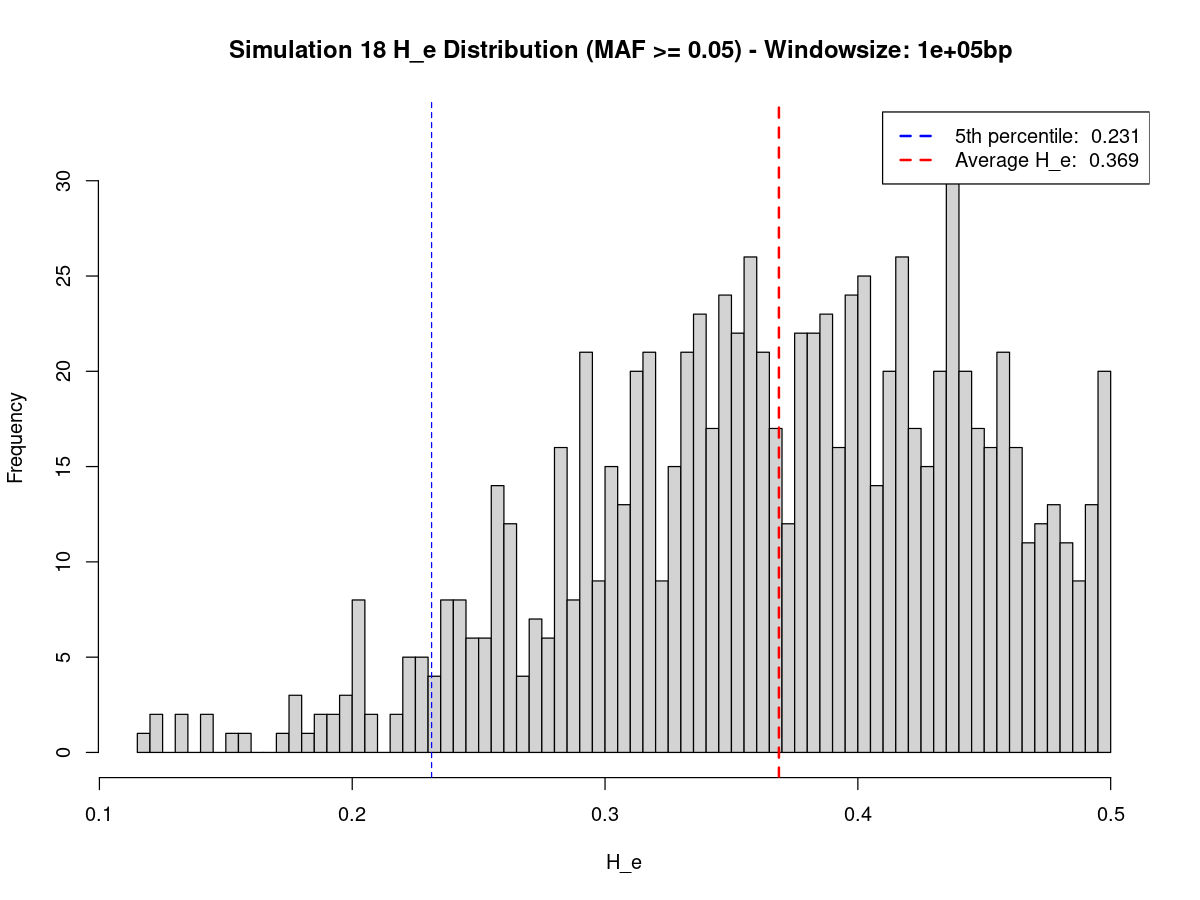 Simulation 18 H_e Distribution (MAF >= 0.05) - Windowsize: 1e+05bp
5th percentile: 0.231
Average H_e: 0.369
Frequency
30
25
20
15
10
5
0
0.1 0.2 0.3 0.4 0.5
H_e